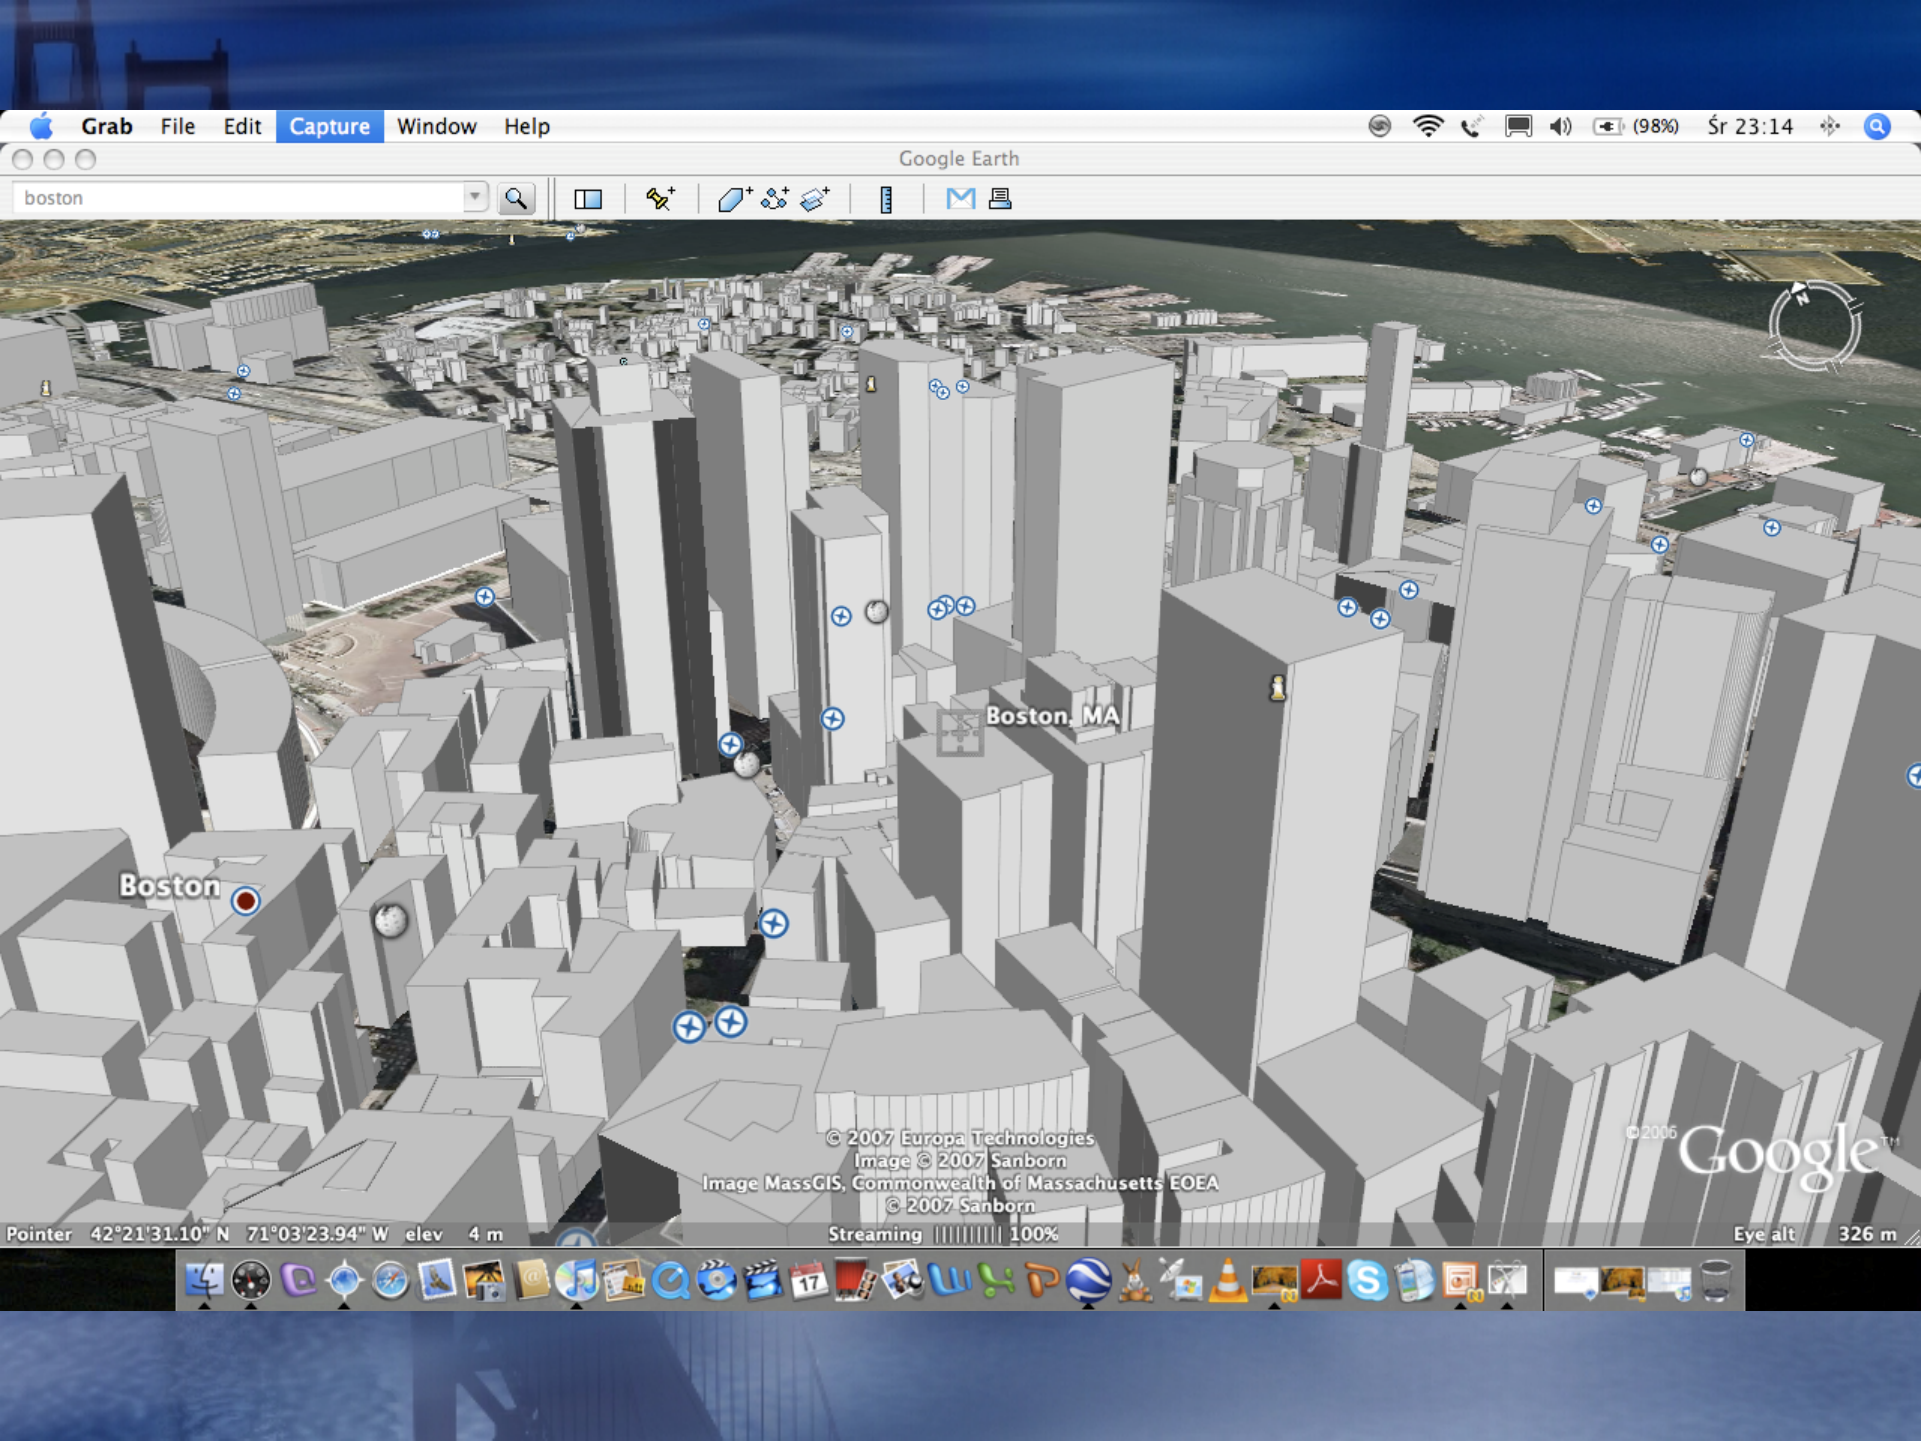 Grab File Edit Capture Window Help (98%) Śr 23:14
Google Earth
boston
N
Boston, MA
Boston
© 2007 Europa Technologies
Image © 2007 Sanborn
Image MassGIS, Commonwealth of Massachusetts EOEA
© 2007 Sanborn
©2006 Google™
Pointer 42°21'31.10" N 71°03'23.94" W elev 4 m Streaming |||||||||| 100% Eye alt 326 m
17